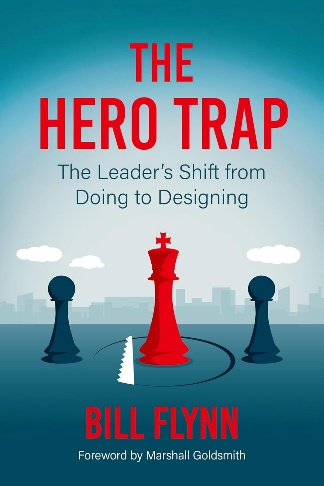 THE
HERO TRAP
The Leader's Shift from
Doing to Designing
BILL FLYNN
Foreword by Marshall Goldsmith